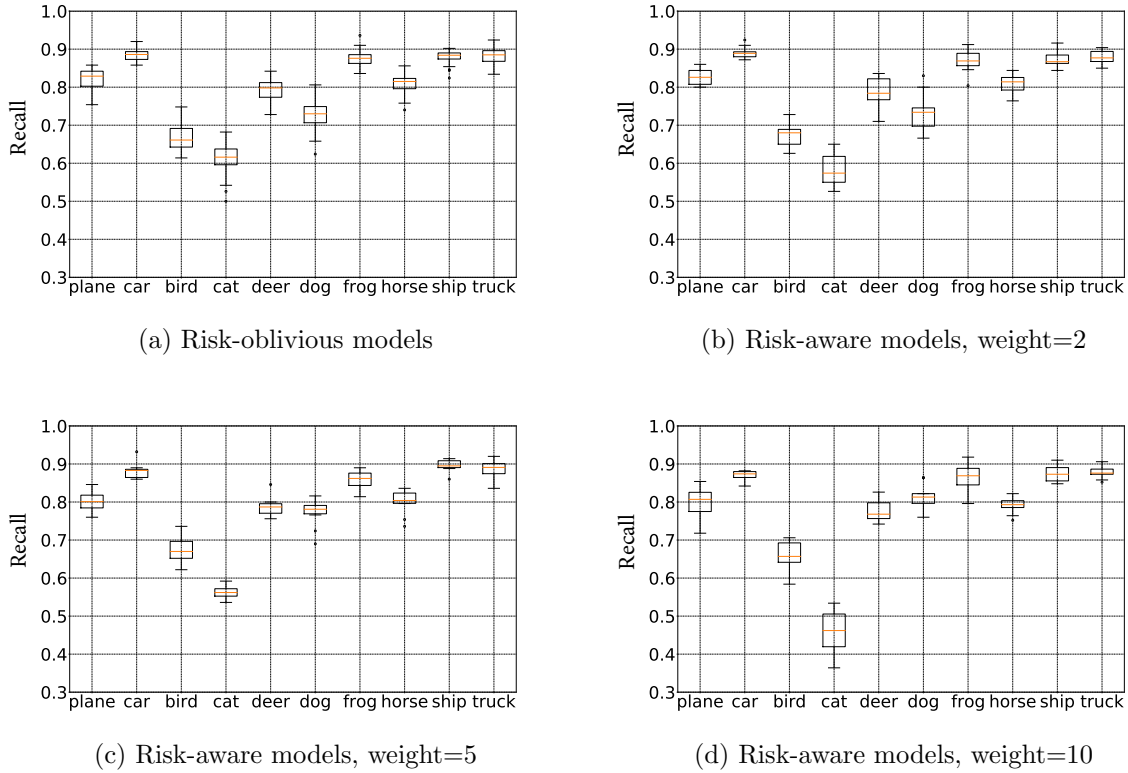 1.0
0.9
0.8
0.7
0.6
0.5
0.4
0.3
Recall
plane car bird cat deer dog frog horse ship truck
(a) Risk-oblivious models
1.0
0.9
0.8
0.7
0.6
0.5
0.4
0.3
Recall
plane car bird cat deer dog frog horse ship truck
(b) Risk-aware models, weight=2
1.0
0.9
0.8
0.7
0.6
0.5
0.4
0.3
Recall
plane car bird cat deer dog frog horse ship truck
(c) Risk-aware models, weight=5
1.0
0.9
0.8
0.7
0.6
0.5
0.4
0.3
Recall
plane car bird cat deer dog frog horse ship truck
(d) Risk-aware models, weight=10